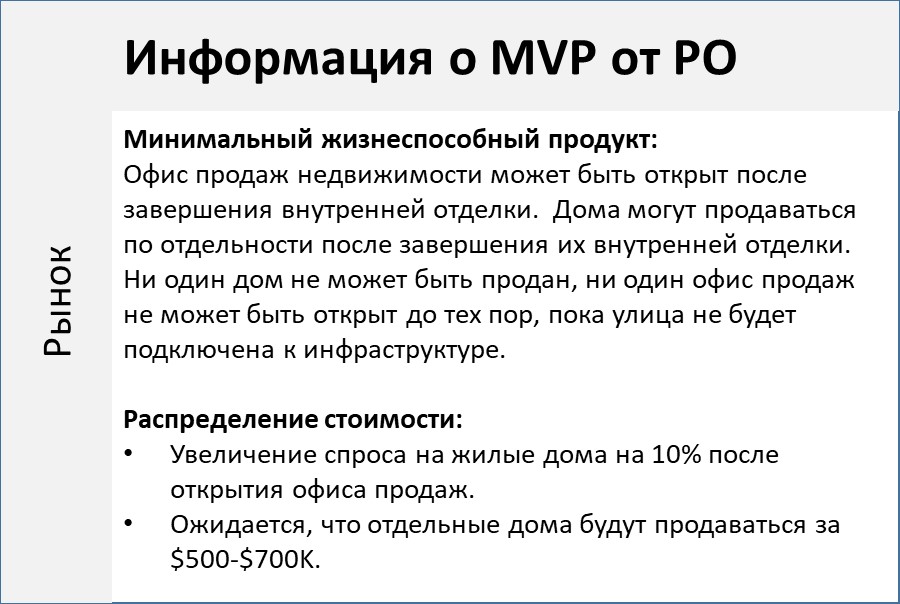 Информация о MVP от PO
Рынок
Минимальный жизнеспособный продукт:
Офис продаж недвижимости может быть открыт после
завершения внутренней отделки.  Дома могут продаваться
по отдельности после завершения их внутренней отделки.
Ни один дом не может быть продан, ни один офис продаж
не может быть открыт до тех пор, пока улица не будет
подключена к инфраструктуре.
Распределение стоимости:
• Увеличение спроса на жилые дома на 10% после
открытия офиса продаж.
• Ожидается, что отдельные дома будут продаваться за
$500-$700K.